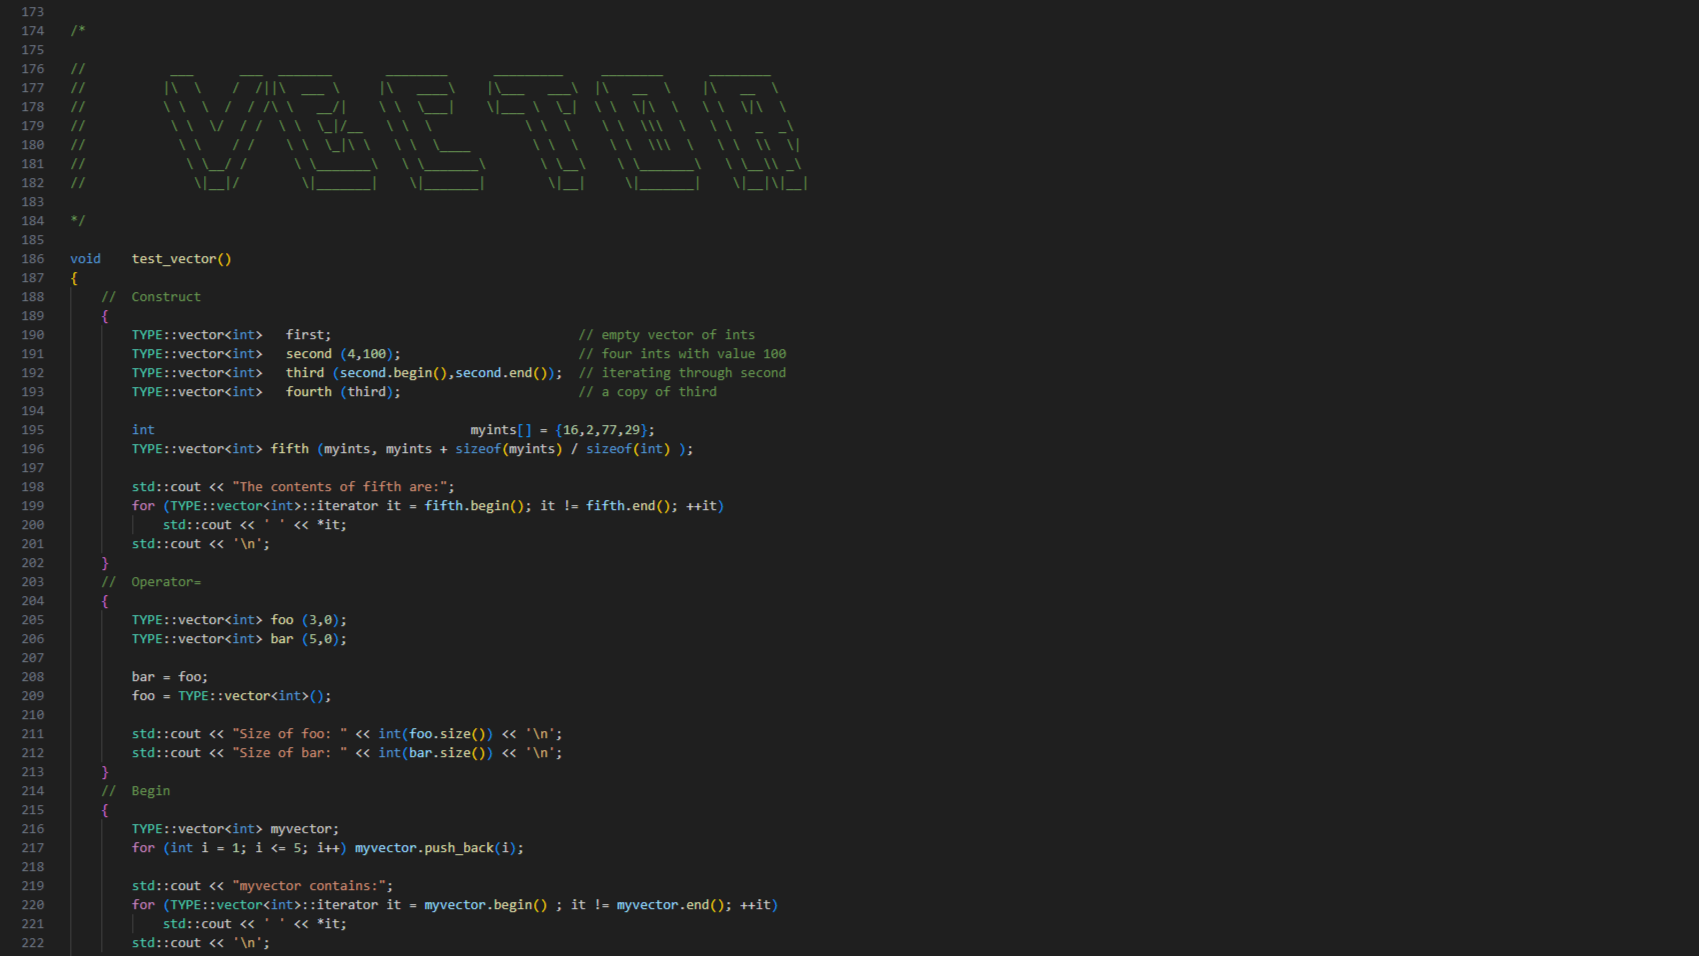 173
174 /*
175
176 //           ___      ___  _______       ________      _________     ________      ________
177 //          |\  \    /  /||\  ___ \     |\   ____\    |\___   ___\  |\   __  \    |\   __  \
178 //          \ \  \  /  / /\ \   __/|    \ \  \___|    \|___ \  \_|  \ \  \|\  \   \ \  \|\  \
179 //           \ \  \/  / /  \ \  \_|/__   \ \  \            \ \  \    \ \  \\\  \   \ \   _  _\
180 //            \ \    / /    \ \  \_|\ \   \ \  \____        \ \  \    \ \  \\\  \   \ \  \\  \|
181 //             \ \__/ /      \ \_______\   \ \_______\       \ \__\    \ \_______\   \ \__\\ _\
182 //              \|__|/        \|_______|    \|_______|        \|__|     \|_______|    \|__|\|__|
183
184 */
185
186 void    test_vector()
187 {
188     //  Construct
189     {
190         TYPE::vector<int>   first;                                // empty vector of ints
191         TYPE::vector<int>   second (4,100);                       // four ints with value 100
192         TYPE::vector<int>   third (second.begin(),second.end());  // iterating through second
193         TYPE::vector<int>   fourth (third);                       // a copy of third
194
195         int                                         myints[] = {16,2,77,29};
196         TYPE::vector<int> fifth (myints, myints + sizeof(myints) / sizeof(int) );
197
198         std::cout << "The contents of fifth are:";
199         for (TYPE::vector<int>::iterator it = fifth.begin(); it != fifth.end(); ++it)
200             std::cout << ' ' << *it;
201         std::cout << '\n';
202     }
203     //  Operator=
204     {
205         TYPE::vector<int> foo (3,0);
206         TYPE::vector<int> bar (5,0);
207
208         bar = foo;
209         foo = TYPE::vector<int>();
210
211         std::cout << "Size of foo: " << int(foo.size()) << '\n';
212         std::cout << "Size of bar: " << int(bar.size()) << '\n';
213     }
214     //  Begin
215     {
216         TYPE::vector<int> myvector;
217         for (int i = 1; i <= 5; i++) myvector.push_back(i);
218
219         std::cout << "myvector contains:";
220         for (TYPE::vector<int>::iterator it = myvector.begin() ; it != myvector.end(); ++it)
221             std::cout << ' ' << *it;
222         std::cout << '\n';